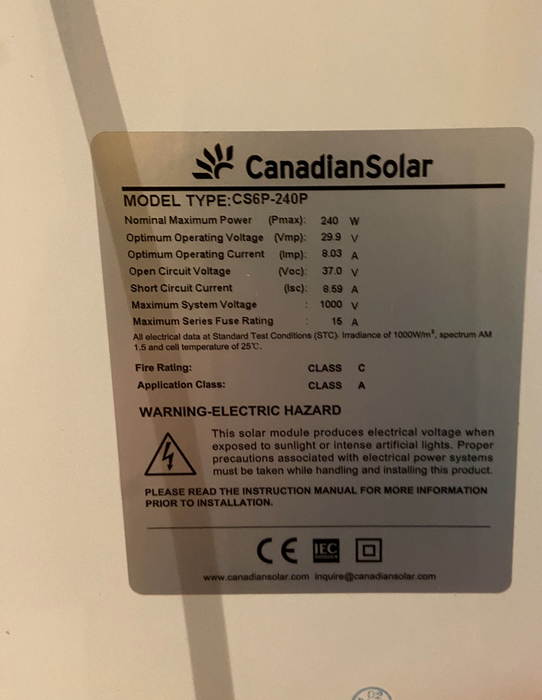 CanadianSolar
MODEL TYPE:CS6P-240P
Nominal Maximum Power (Pmax): 240 W
Optimum Operating Voltage (Vmp): 29.9 V
Optimum Operating Current (Imp): 8.03 A
Open Circuit Voltage (Voc): 37.0 V
Short Circuit Current (Isc): 8.59 A
Maximum System Voltage : 1000 V
Maximum Series Fuse Rating : 15 A
All electrical data at Standard Test Conditions (STC). Irradiance of 1000W/m², spectrum AM
1.5 and cell temperature of 25℃.
Fire Rating: CLASS C
Application Class: CLASS A
WARNING-ELECTRIC HAZARD
This solar module produces electrical voltage when
exposed to sunlight or intense artificial lights. Proper
precautions associated with electrical power systems
must be taken while handling and installing this product.
PLEASE READ THE INSTRUCTION MANUAL FOR MORE INFORMATION
PRIOR TO INSTALLATION.
CE IEC
www.canadiansolar.com inquire@canadiansolar.com